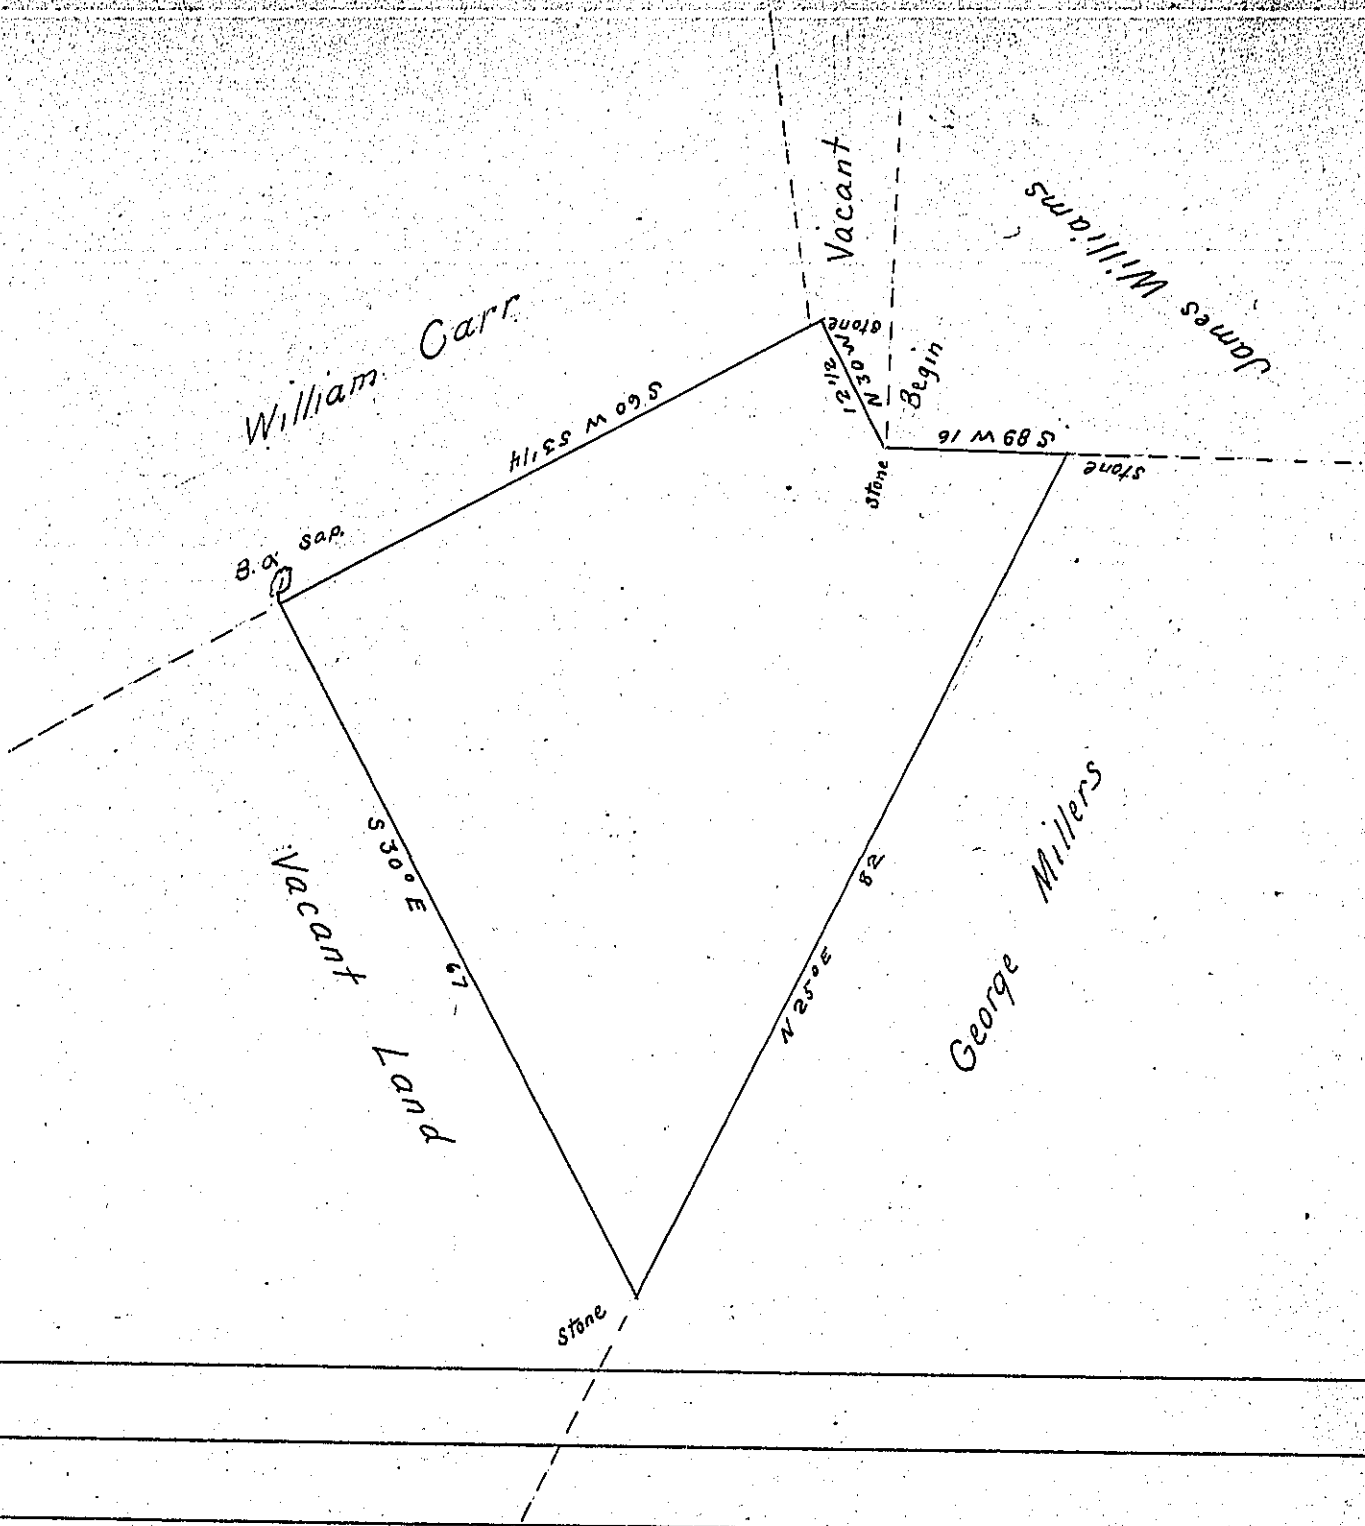 Vacant
James Williams
William Carr
stone
N 30 W
12 1/2
Begin
S 89 W 16
stone
stone
S 60 W 53 1/4
B.O. sap.
S 30° E 67
Vacant Land
N 25° E 82
George Millers
stone